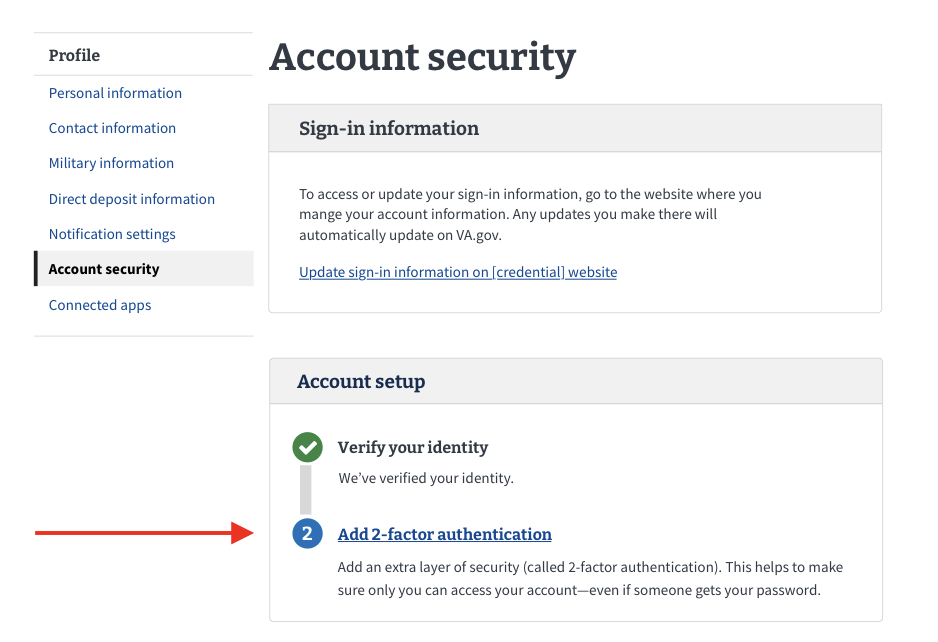 Profile
Personal information
Contact information
Military information
Direct deposit information
Notification settings
Account security
Connected apps
Account security
Sign-in information
To access or update your sign-in information, go to the website where you
mange your account information. Any updates you make there will
automatically update on VA.gov.
Update sign-in information on [credential] website
Account setup
Verify your identity
We’ve verified your identity.
2
Add 2-factor authentication
Add an extra layer of security (called 2-factor authentication). This helps to make
sure only you can access your account—even if someone gets your password.